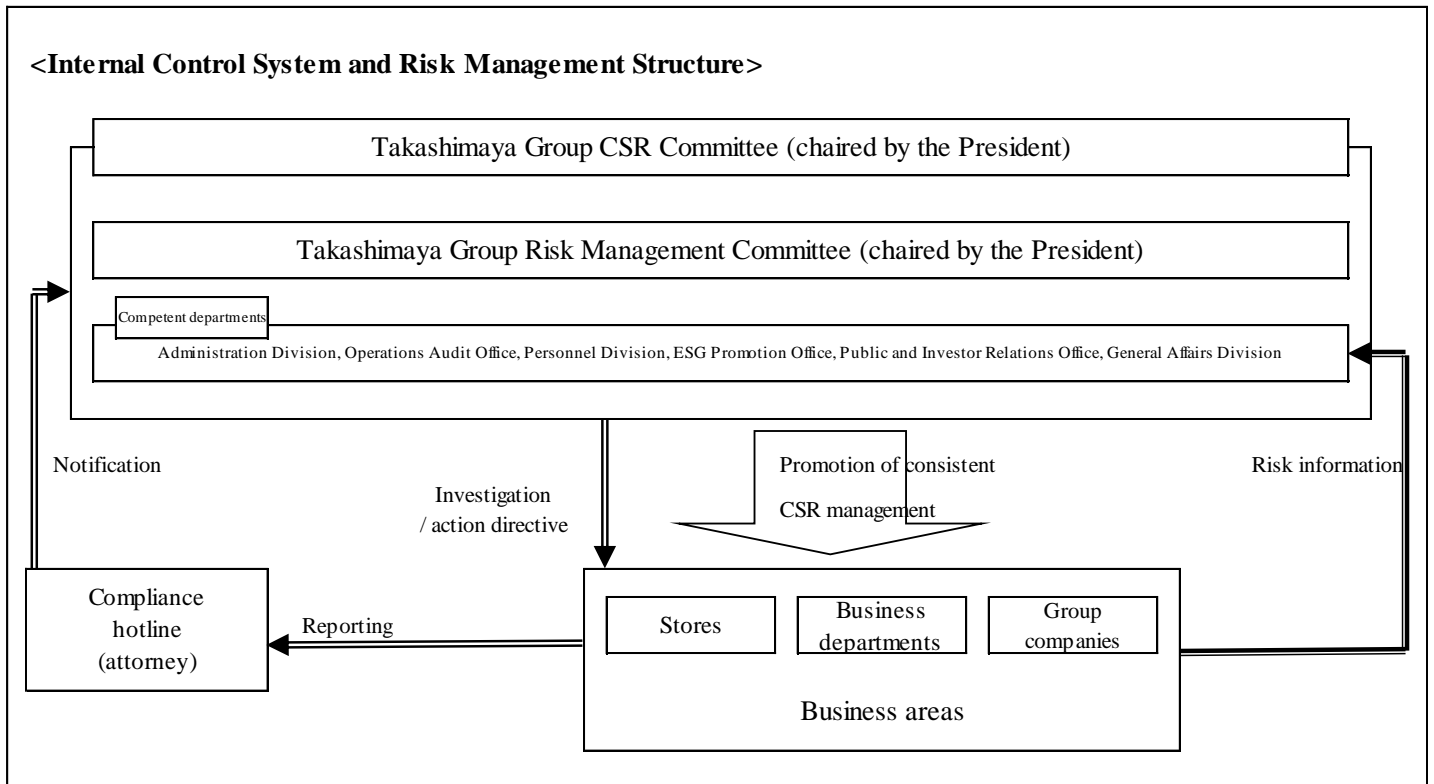 <Internal Control System and Risk Management Structure>
Takashimaya Group CSR Committee (chaired by the President)
Takashimaya Group Risk Management Committee (chaired by the President)
Competent departments
Administration Division, Operations Audit Office, Personnel Division, ESG Promotion Office, Public and Investor Relations Office, General Affairs Division
Notification
Investigation
/ action directive
Promotion of consistent
CSR management
Risk information
Compliance
hotline
(attorney)
Reporting
Stores
Business
departments
Group
companies
Business areas